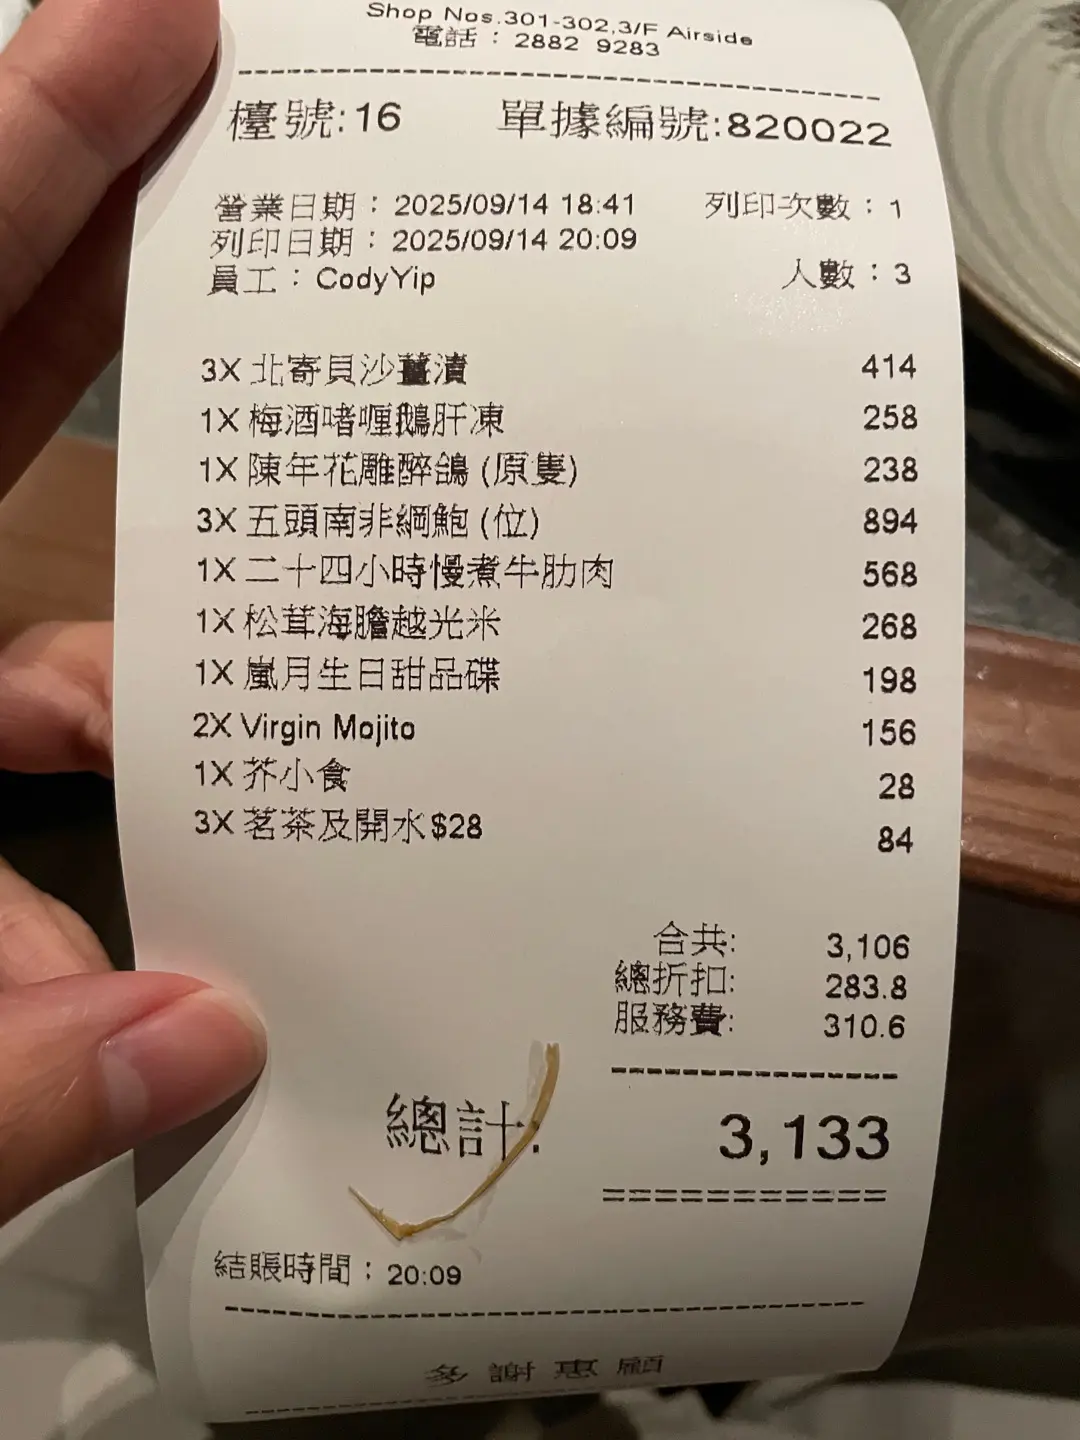 Shop Nos.301-302,3/F Airside
電話：2882 9283
檯號:16 單據編號:820022
營業日期：2025/09/14 18:41 列印次數：1
列印日期：2025/09/14 20:09
員工：CodyYip 人數：3
3X 北寄貝沙薑漬 414
1X 梅酒啫喱鵝肝凍 258
1X 陳年花雕醉鴿 (原隻) 238
3X 五頭南非網鮑 (位) 894
1X 二十四小時慢煮牛肋肉 568
1X 松茸海膽越光米 268
1X 嵐月生日甜品碟 198
2X Virgin Mojito 156
1X 芥小食 28
3X 茗茶及開水$28 84
合共: 3,106
總折扣: 283.8
服務費: 310.6
總計: 3,133
結賬時間：20:09
多謝惠顧